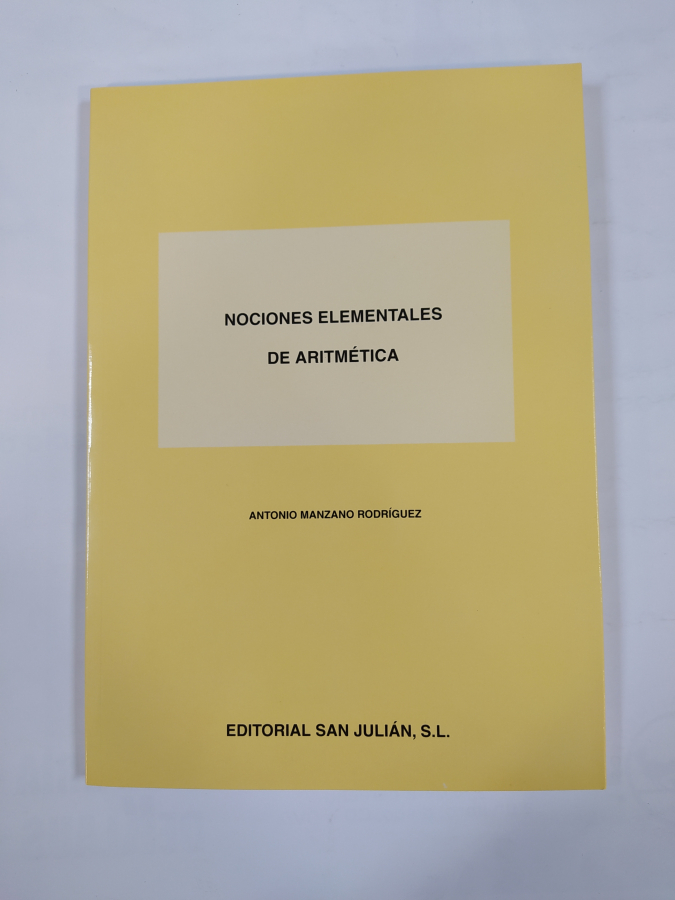 NOCIONES ELEMENTALES
DE ARITMÉTICA
ANTONIO MANZANO RODRÍGUEZ
EDITORIAL SAN JULIÁN, S.L.